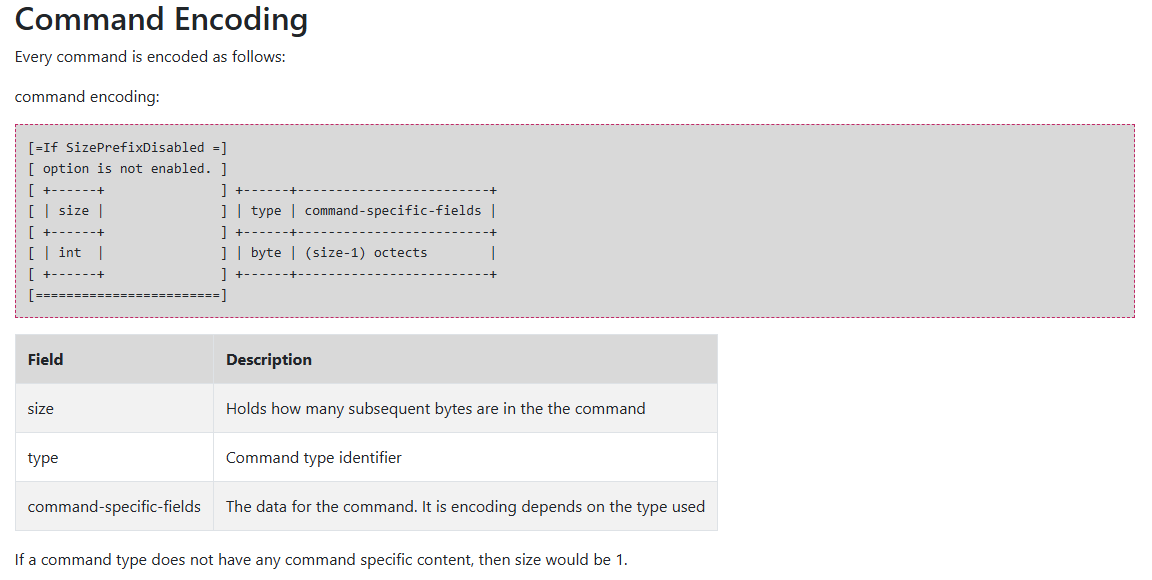 Command Encoding
Every command is encoded as follows:
command encoding:
[=If SizePrefixDisabled =]
[ option is not enabled. ]
[ +------+               ] +------+-------------------------+
[ | size |               ] | type | command-specific-fields |
[ +------+               ] +------+-------------------------+
[ | int  |               ] | byte | (size-1) octects        |
[ +------+               ] +------+-------------------------+
[========================]
Field Description
size Holds how many subsequent bytes are in the the command
type Command type identifier
command-specific-fields The data for the command. It is encoding depends on the type used
If a command type does not have any command specific content, then size would be 1.